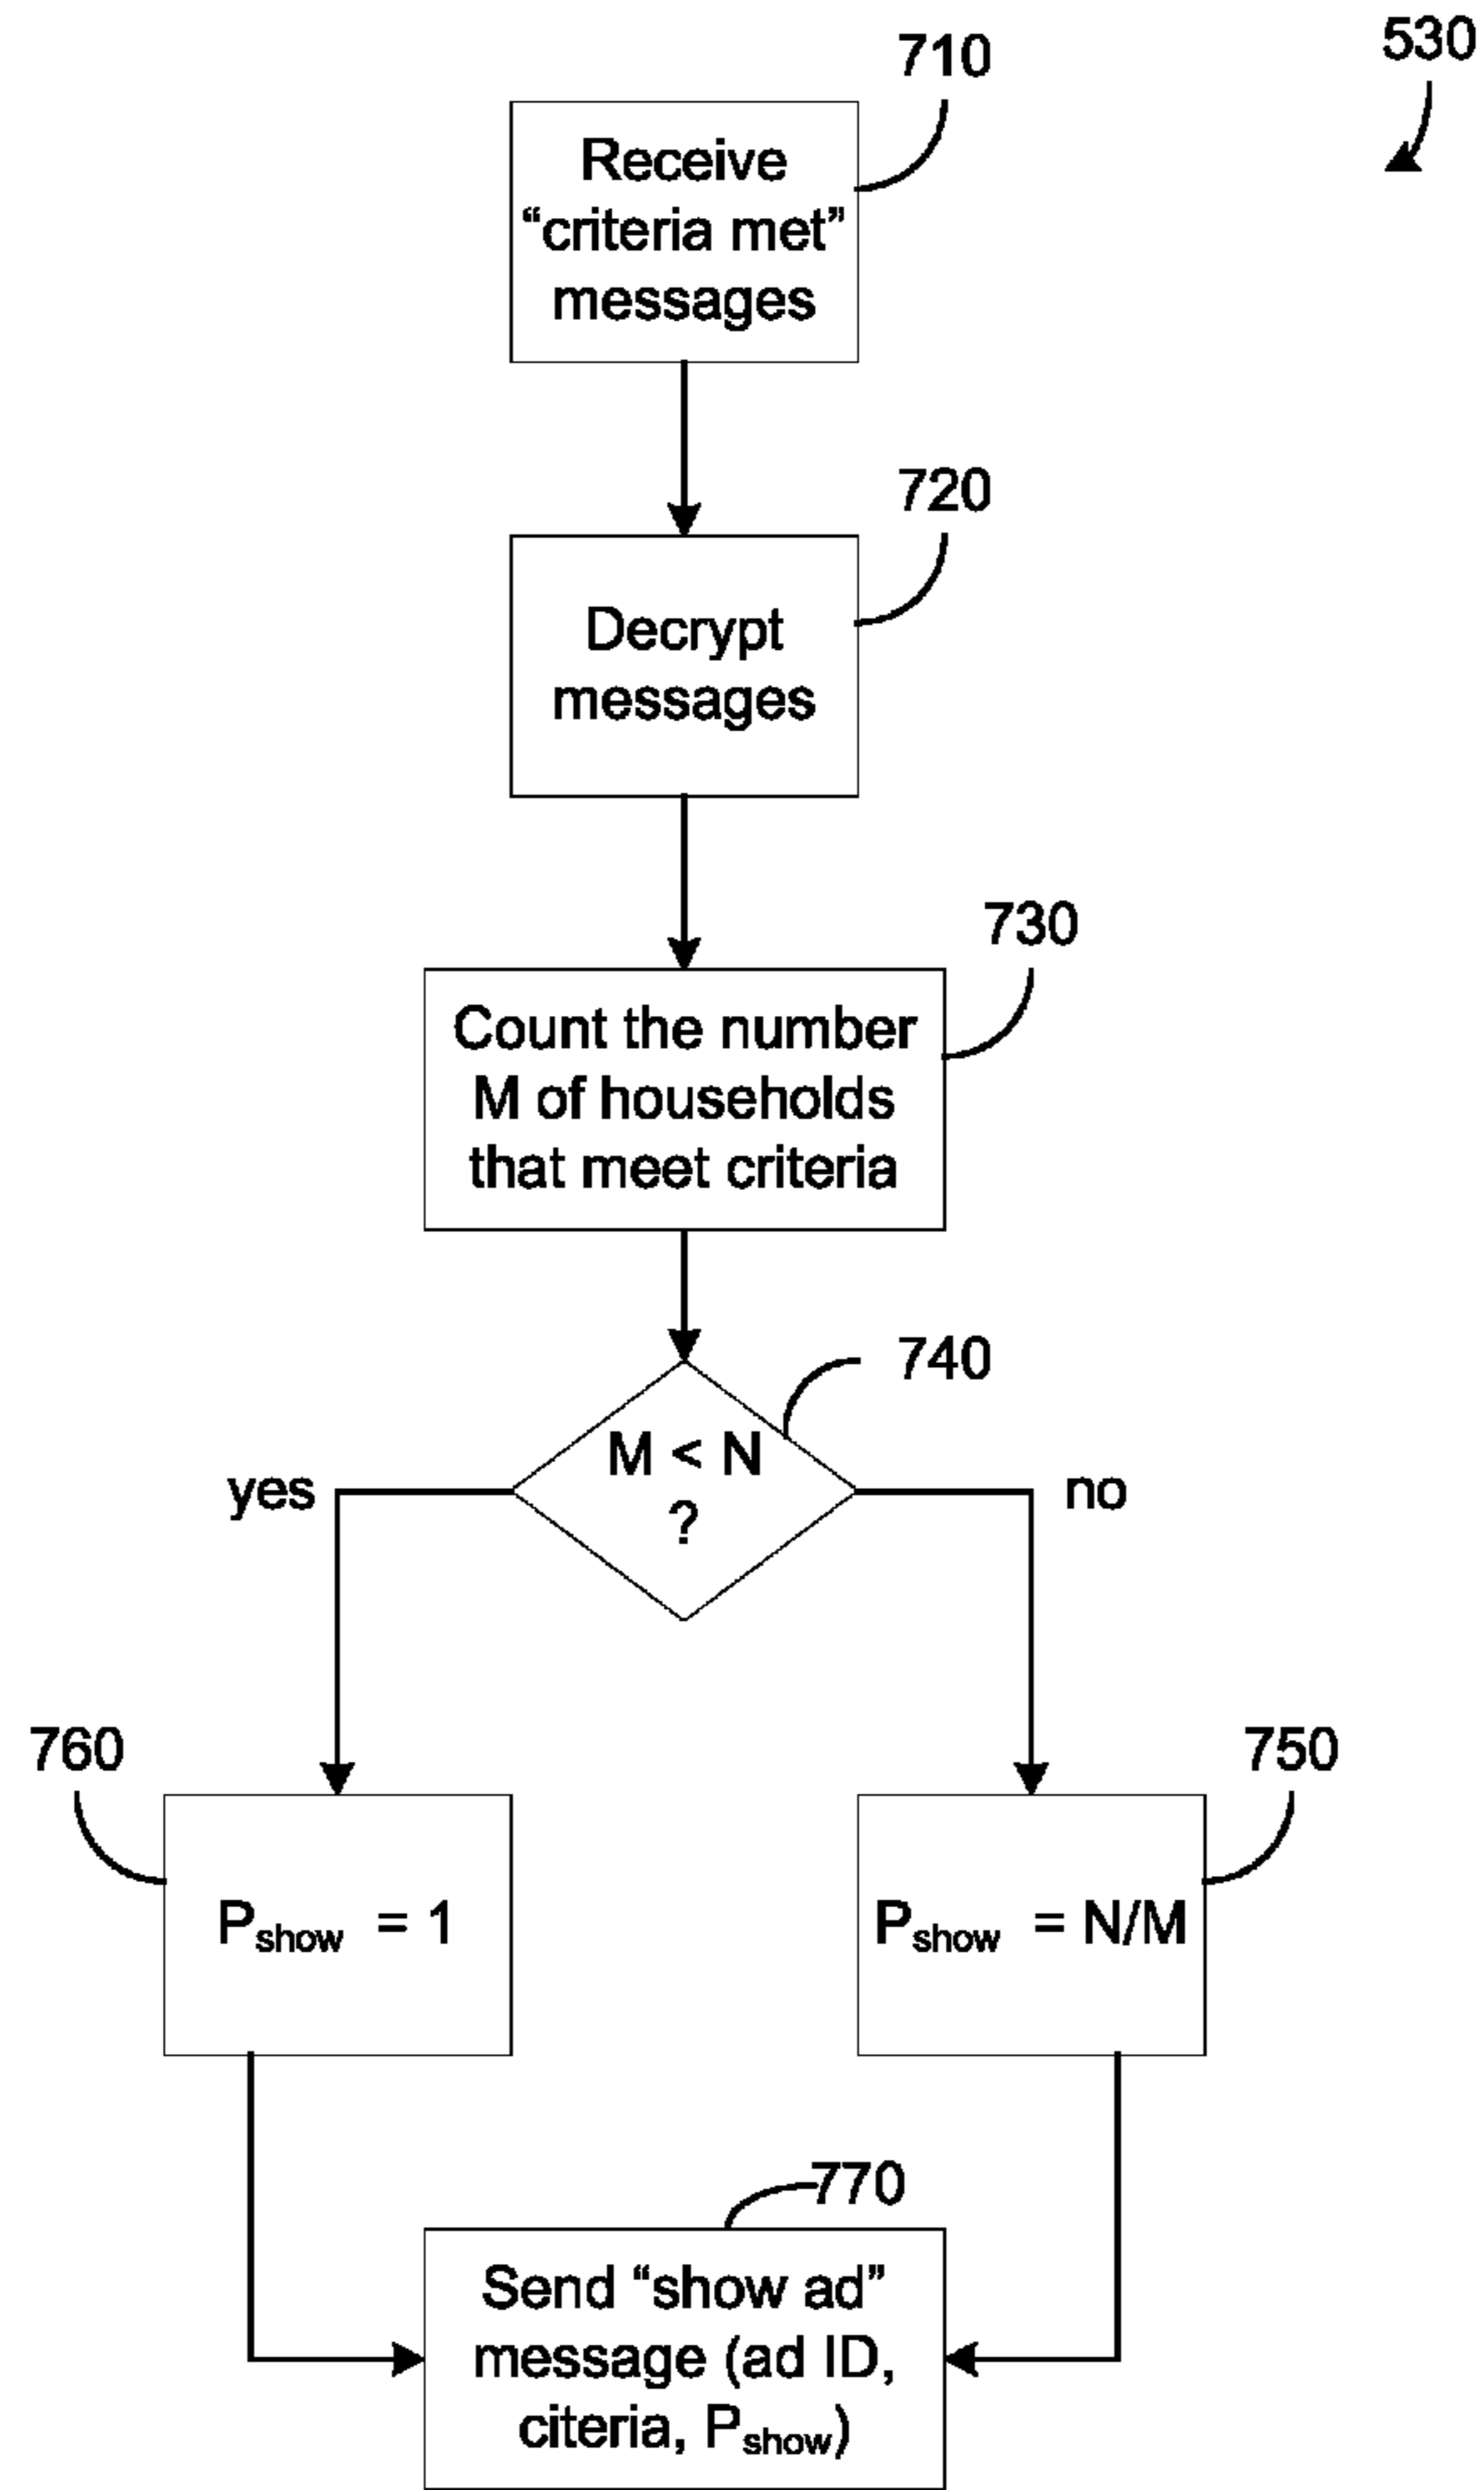 530
710
Receive
“criteria met”
messages
720
Decrypt
messages
730
Count the number
M of households
that meet criteria
740
M < N
?
yes
no
760
750
Pshow = 1
Pshow = N/M
770
Send “show ad”
message (ad ID,
citeria, Pshow)